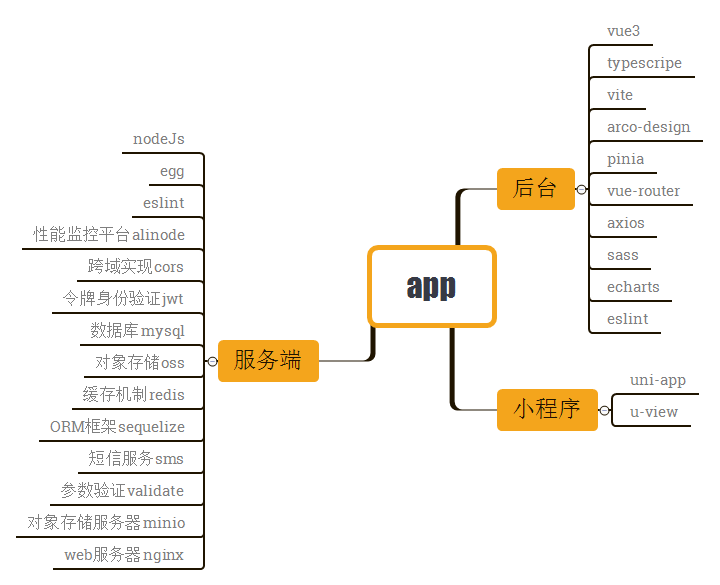 app
后台
vue3
typescripe
vite
arco-design
pinia
vue-router
axios
sass
echarts
eslint
小程序
uni-app
u-view
服务端
nodeJs
egg
eslint
性能监控平台alinode
跨域实现cors
令牌身份验证jwt
数据库mysql
对象存储oss
缓存机制redis
ORM框架sequelize
短信服务sms
参数验证validate
对象存储服务器minio
web服务器nginx